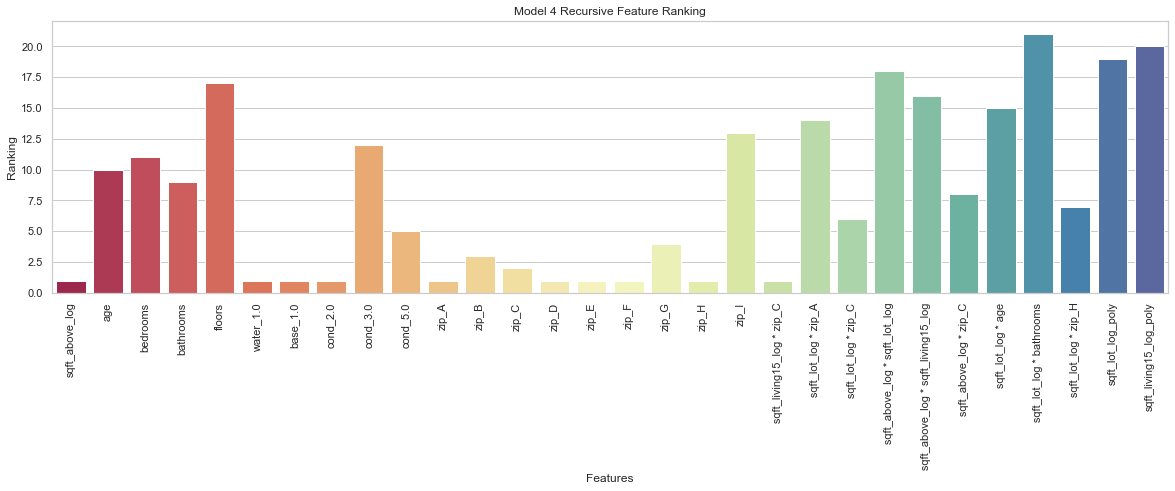 Model 4 Recursive Feature Ranking
Ranking
20.0
17.5
15.0
12.5
10.0
7.5
5.0
2.5
0.0
sqft_above_log
age
bedrooms
bathrooms
floors
water_1.0
base_1.0
cond_2.0
cond_3.0
cond_5.0
zip_A
zip_B
zip_C
zip_D
zip_E
zip_F
zip_G
zip_H
zip_I
sqft_living15_log * zip_C
sqft_lot_log * zip_A
sqft_lot_log * zip_C
sqft_above_log * sqft_lot_log
sqft_above_log * sqft_living15_log
sqft_above_log * zip_C
sqft_lot_log * age
sqft_lot_log * bathrooms
sqft_lot_log * zip_H
sqft_lot_log_poly
sqft_living15_log_poly
Features